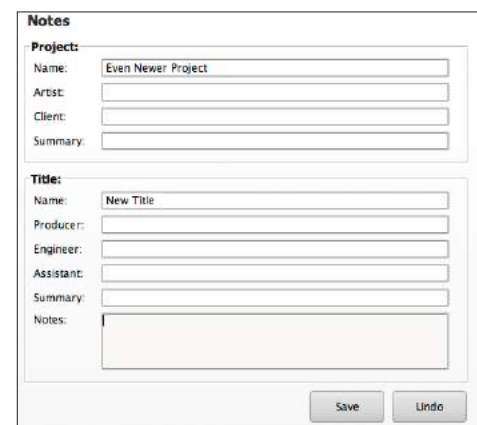 Notes
Project:
Name: Even Newer Project
Artist:
Client:
Summary:
Title:
Name: New Title
Producer:
Engineer:
Assistant:
Summary:
Notes:
Save Undo